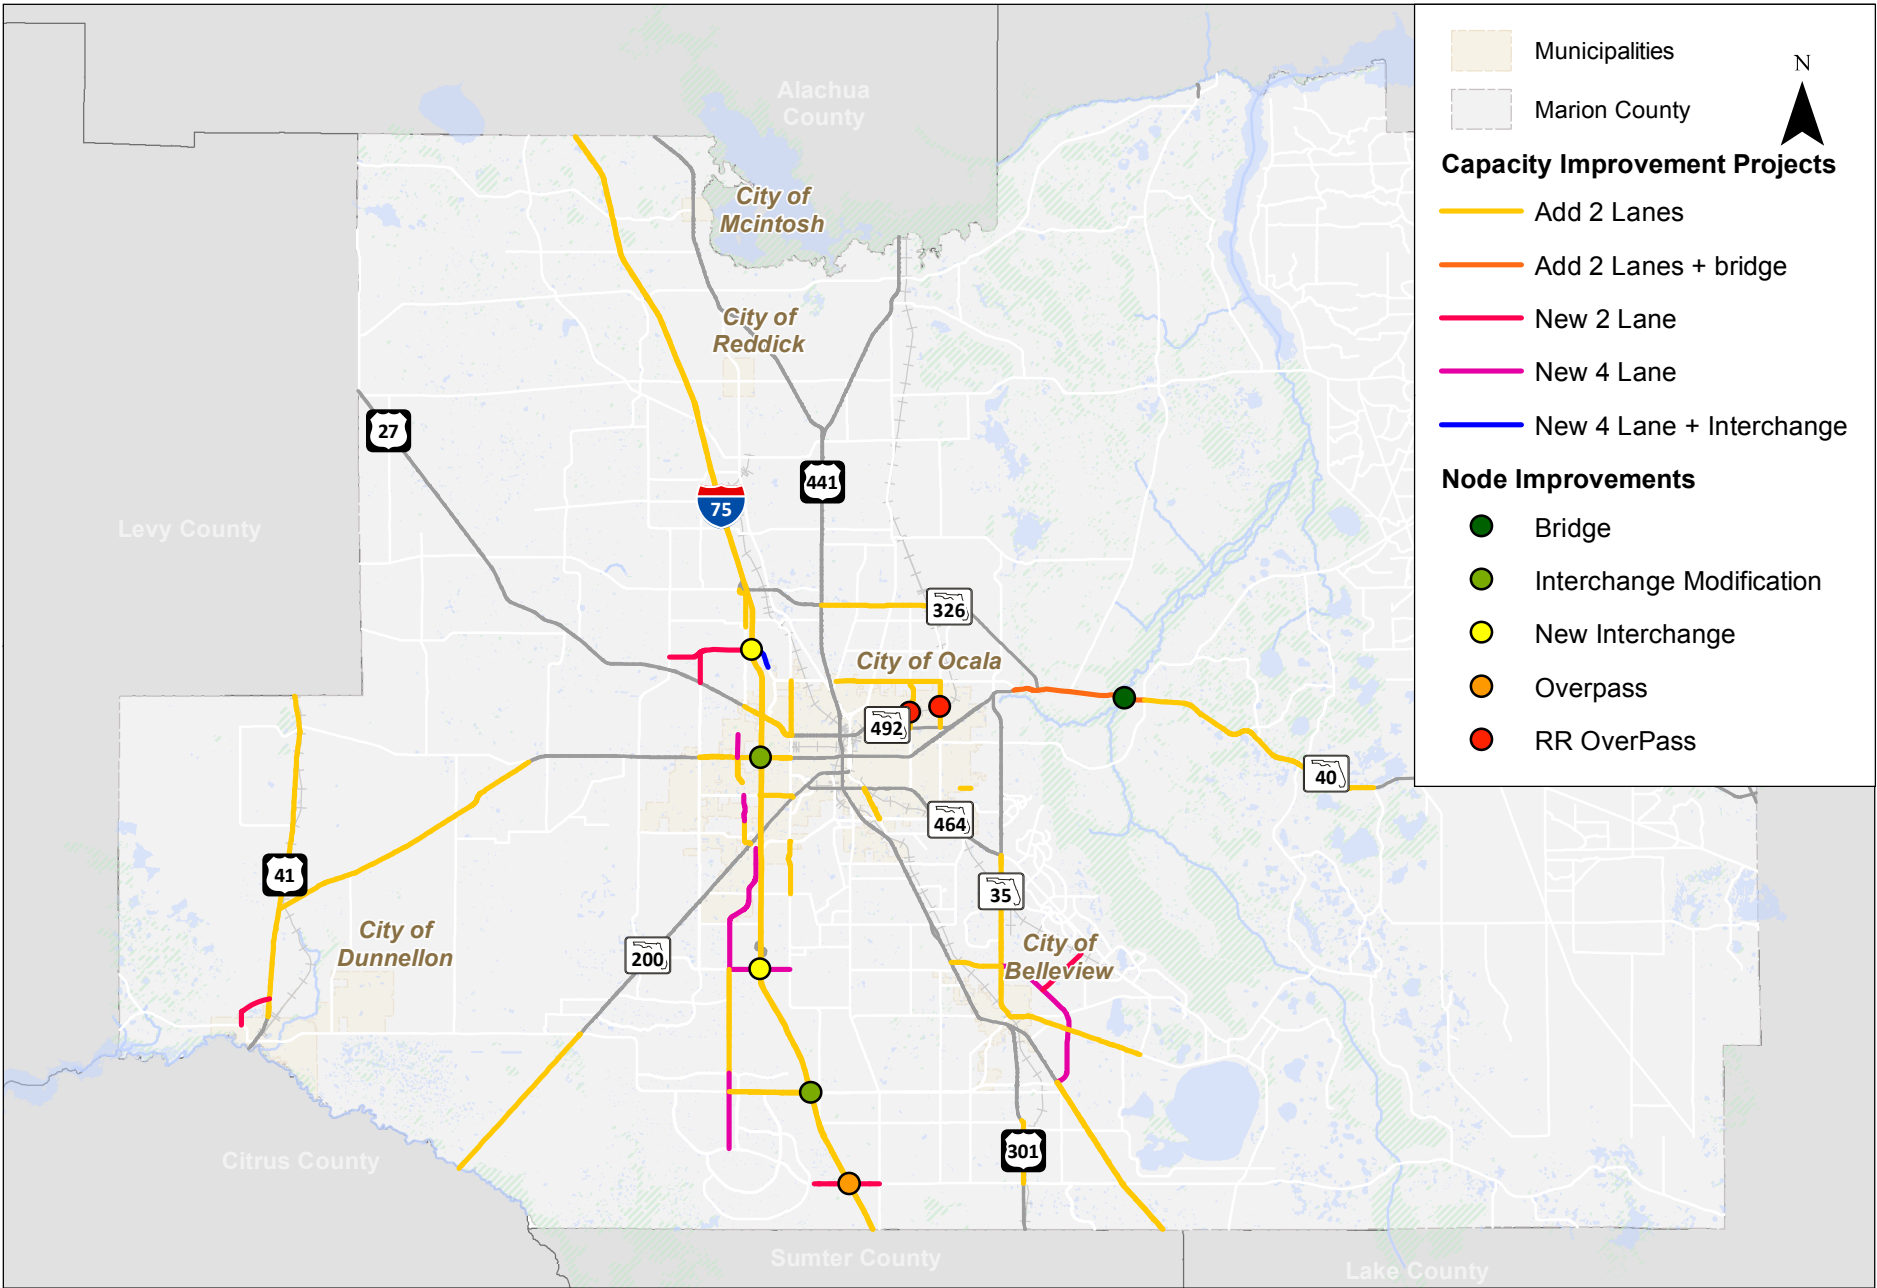 Municipalities
N
Marion County
Capacity Improvement Projects
Add 2 Lanes
Add 2 Lanes + bridge
New 2 Lane
New 4 Lane
New 4 Lane + Interchange
Node Improvements
Bridge
Interchange Modification
New Interchange
Overpass
RR OverPass
Alachua
County
City of
Mcintosh
City of
Reddick
27
441
75
Levy County
326
City of Ocala
492
40
464
41
35
City of
Dunnellon
200
City of
Belleview
301
Citrus County
Sumter County
Lake County